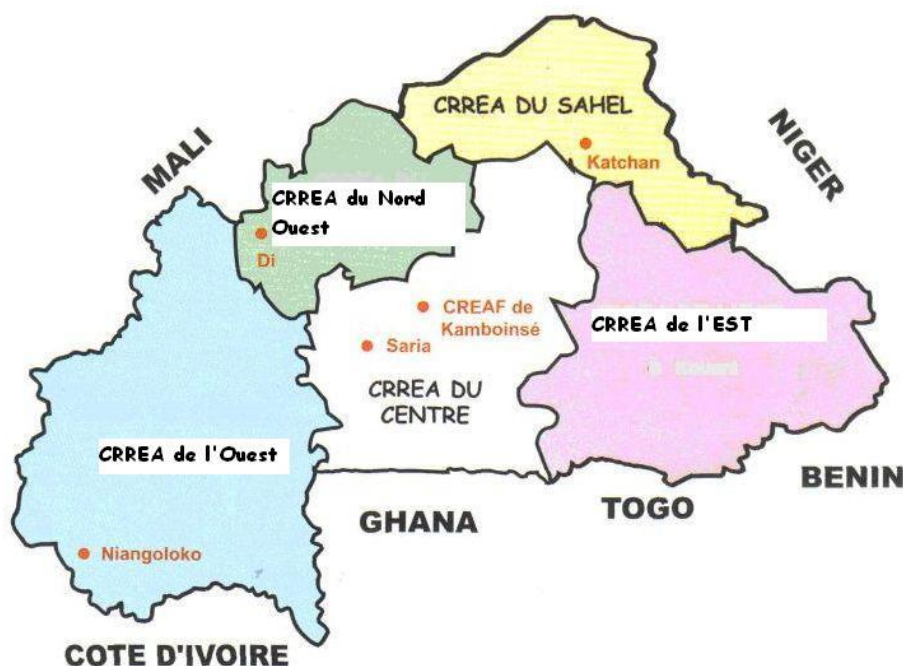 CRREA DU SAHEL
MALI
NIGER
Katchan
CRREA du Nord
Ouest
Di
CREAF de
Kamboinsé
CRREA de l'EST
Saria
CRREA DU
CENTRE
CRREA de l'Ouest
BENIN
TOGO
GHANA
Niangoloko
COTE D'IVOIRE